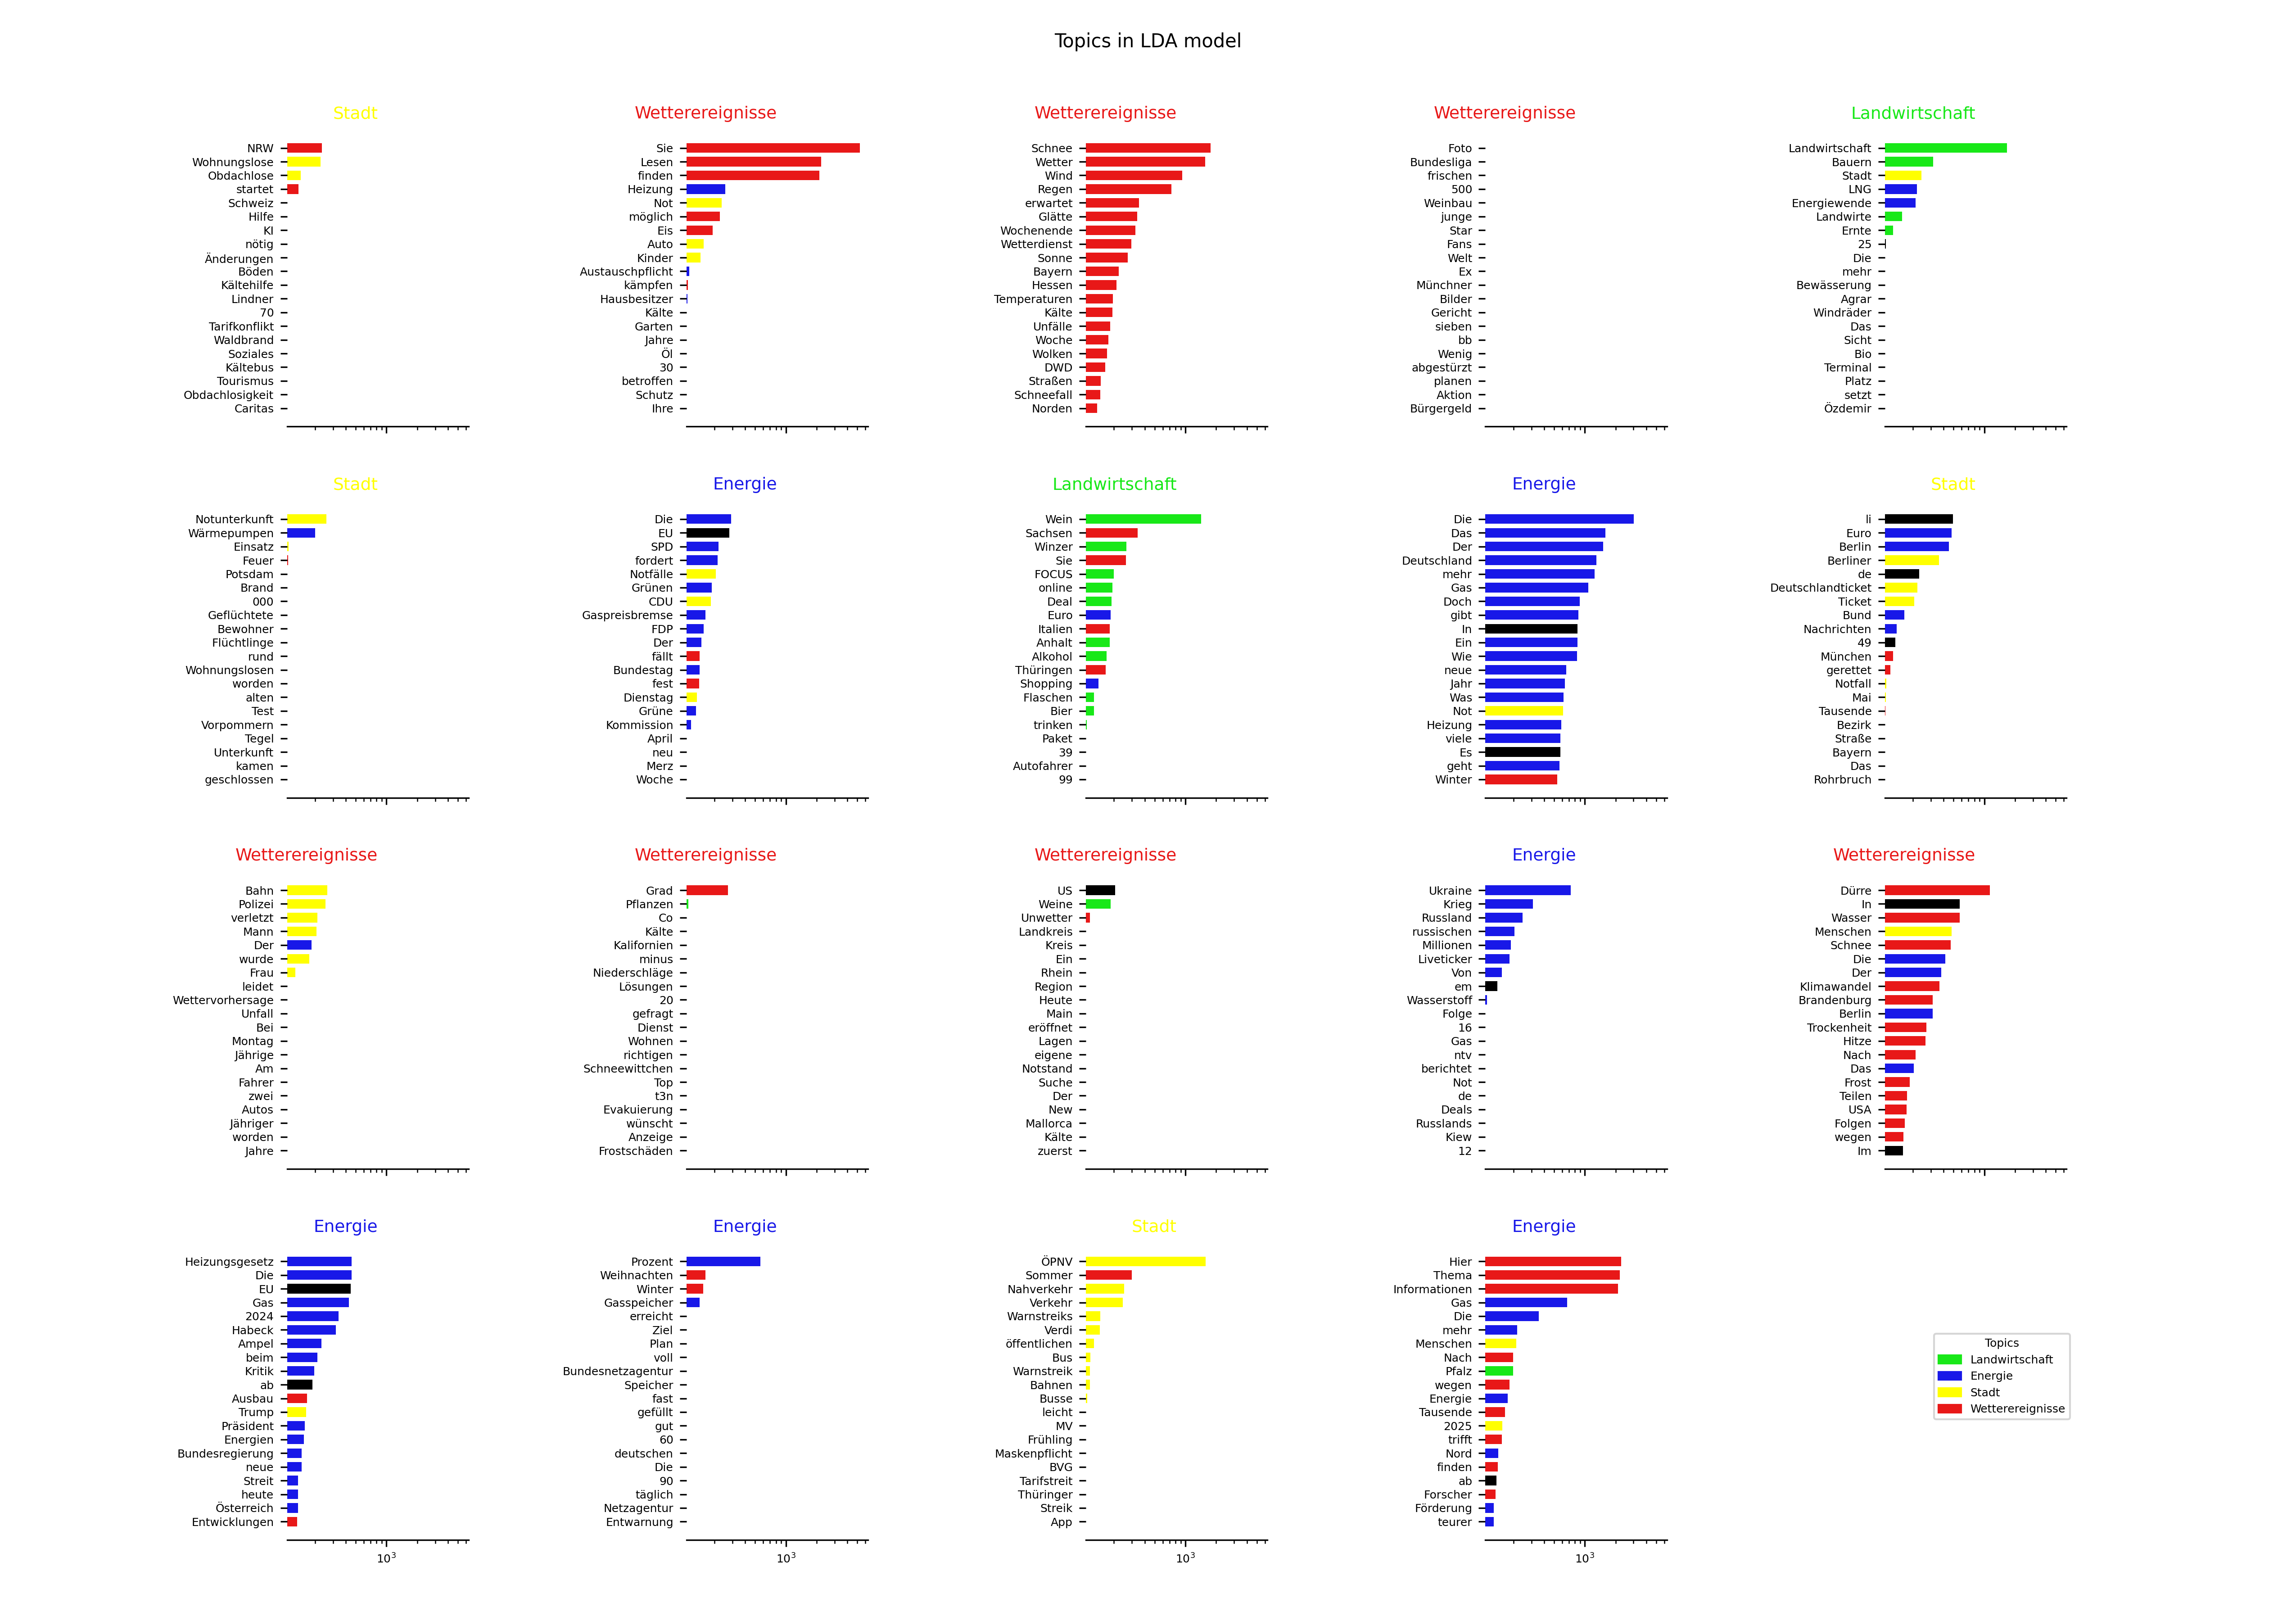 Topics in LDA model
Stadt
NRW
Wohnungslose
Obdachlose
startet
Schweiz
Hilfe
KI
nötig
Änderungen
Böden
Kältehilfe
Lindner
70
Tarifkonflikt
Waldbrand
Soziales
Kältebus
Tourismus
Obdachlosigkeit
Caritas
Wetterereignisse
Sie
Lesen
finden
Heizung
Not
möglich
Eis
Auto
Kinder
Austauschpflicht
kämpfen
Hausbesitzer
Kälte
Garten
Jahre
Öl
30
betroffen
Schutz
Ihre
Wetterereignisse
Schnee
Wetter
Wind
Regen
erwartet
Glätte
Wochenende
Wetterdienst
Sonne
Bayern
Hessen
Temperaturen
Kälte
Unfälle
Woche
Wolken
DWD
Straßen
Schneefall
Norden
Wetterereignisse
Foto
Bundesliga
frischen
500
Weinbau
junge
Star
Fans
Welt
Ex
Münchner
Bilder
Gericht
sieben
bb
Wenig
abgestürzt
planen
Aktion
Bürgergeld
Landwirtschaft
Landwirtschaft
Bauern
Stadt
LNG
Energiewende
Landwirte
Ernte
25
Die
mehr
Bewässerung
Agrar
Windräder
Das
Sicht
Bio
Terminal
Platz
setzt
Özdemir
Stadt
Notunterkunft
Wärmepumpen
Einsatz
Feuer
Potsdam
Brand
000
Geflüchtete
Bewohner
Flüchtlinge
rund
Wohnungslosen
worden
alten
Test
Vorpommern
Tegel
Unterkunft
kamen
geschlossen
Energie
Die
EU
SPD
fordert
Notfälle
Grünen
CDU
Gaspreisbremse
FDP
Der
fällt
Bundestag
fest
Dienstag
Grüne
Kommission
April
neu
Merz
Woche
Landwirtschaft
Wein
Sachsen
Winzer
Sie
FOCUS
online
Deal
Euro
Italien
Anhalt
Alkohol
Thüringen
Shopping
Flaschen
Bier
trinken
Paket
39
Autofahrer
99
Energie
Die
Das
Der
Deutschland
mehr
Gas
Doch
gibt
In
Ein
Wie
neue
Jahr
Was
Not
Heizung
viele
Es
geht
Winter
Stadt
li
Euro
Berlin
Berliner
de
Deutschlandticket
Ticket
Bund
Nachrichten
49
München
gerettet
Notfall
Mai
Tausende
Bezirk
Straße
Bayern
Das
Rohrbruch
Wetterereignisse
Bahn
Polizei
verletzt
Mann
Der
wurde
Frau
leidet
Wettervorhersage
Unfall
Bei
Montag
Jährige
Am
Fahrer
zwei
Autos
Jähriger
worden
Jahre
Wetterereignisse
Grad
Pflanzen
Co
Kälte
Kalifornien
minus
Niederschläge
Lösungen
20
gefragt
Dienst
Wohnen
richtigen
Schneewittchen
Top
t3n
Evakuierung
wünscht
Anzeige
Frostschäden
Wetterereignisse
US
Weine
Unwetter
Landkreis
Kreis
Ein
Rhein
Region
Heute
Main
eröffnet
Lagen
eigene
Notstand
Suche
Der
New
Mallorca
Kälte
zuerst
Energie
Ukraine
Krieg
Russland
russischen
Millionen
Liveticker
Von
em
Wasserstoff
Folge
16
Gas
ntv
berichtet
Not
de
Deals
Russlands
Kiew
12
Wetterereignisse
Dürre
In
Wasser
Menschen
Schnee
Die
Der
Klimawandel
Brandenburg
Berlin
Trockenheit
Hitze
Nach
Das
Frost
Teilen
USA
Folgen
wegen
Im
Energie
Heizungsgesetz
Die
EU
Gas
2024
Habeck
Ampel
beim
Kritik
ab
Ausbau
Trump
Präsident
Energien
Bundesregierung
neue
Streit
heute
Österreich
Entwicklungen
10³
Energie
Prozent
Weihnachten
Winter
Gasspeicher
erreicht
Ziel
Plan
voll
Bundesnetzagentur
Speicher
fast
gefüllt
gut
60
deutschen
Die
90
täglich
Netzagentur
Entwarnung
10³
Stadt
ÖPNV
Sommer
Nahverkehr
Verkehr
Warnstreiks
Verdi
öffentlichen
Bus
Warnstreik
Bahnen
Busse
leicht
MV
Frühling
Maskenpflicht
BVG
Tarifstreit
Thüringer
Streik
App
10³
Energie
Hier
Thema
Informationen
Gas
Die
mehr
Menschen
Nach
Pfalz
wegen
Energie
Tausende
2025
trifft
Nord
finden
ab
Forscher
Förderung
teurer
10³
Topics
Landwirtschaft
Energie
Stadt
Wetterereignisse